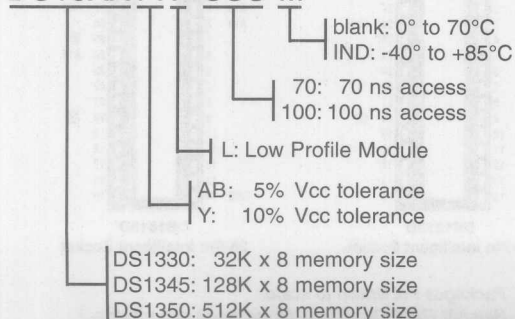 blank: 0° to 70°C
IND: -40° to +85°C
70: 70 ns access
100: 100 ns access
L: Low Profile Module
AB: 5% Vcc tolerance
Y: 10% Vcc tolerance
DS1330: 32K x 8 memory size
DS1345: 128K x 8 memory size
DS1350: 512K x 8 memory size